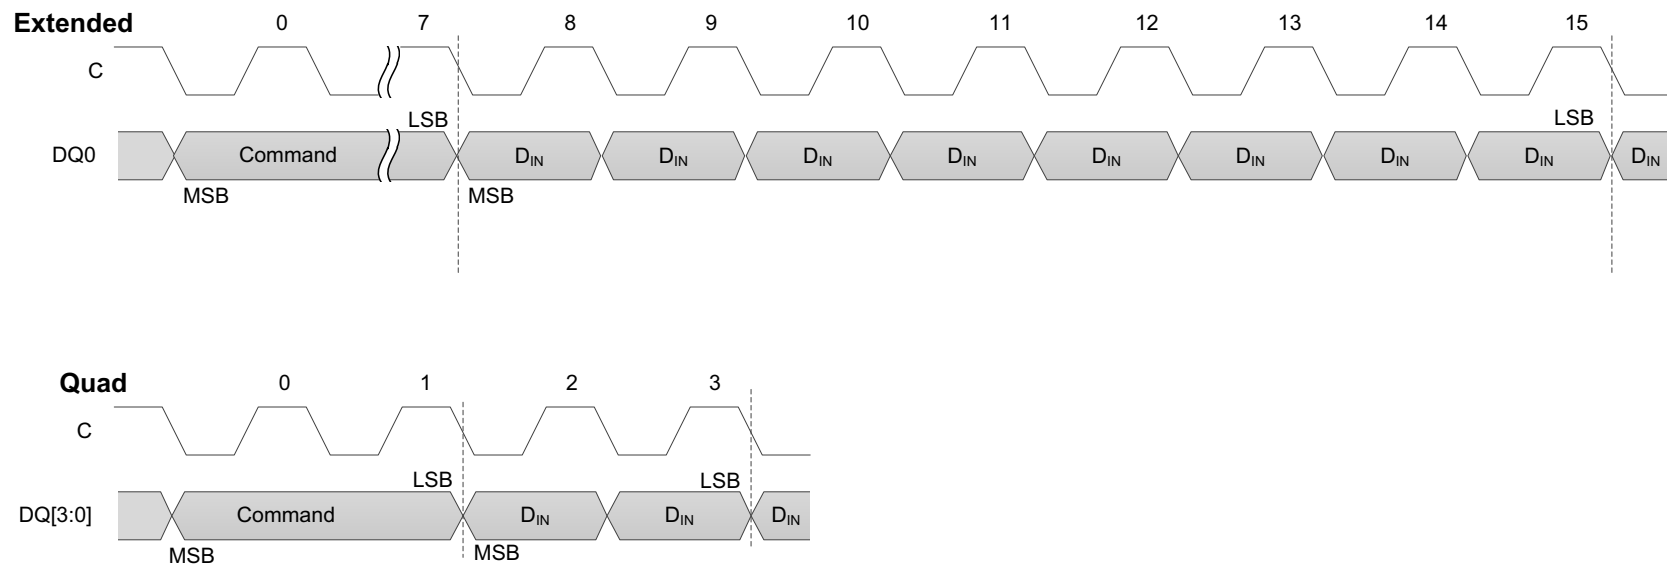 Extended 0 7 8 9 10 11 12 13 14 15
C
LSB LSB
DQ0 Command DIN DIN DIN DIN DIN DIN DIN DIN DIN
MSB MSB
Quad 0 1 2 3
C
LSB LSB
DQ[3:0] Command DIN DIN DIN
MSB MSB